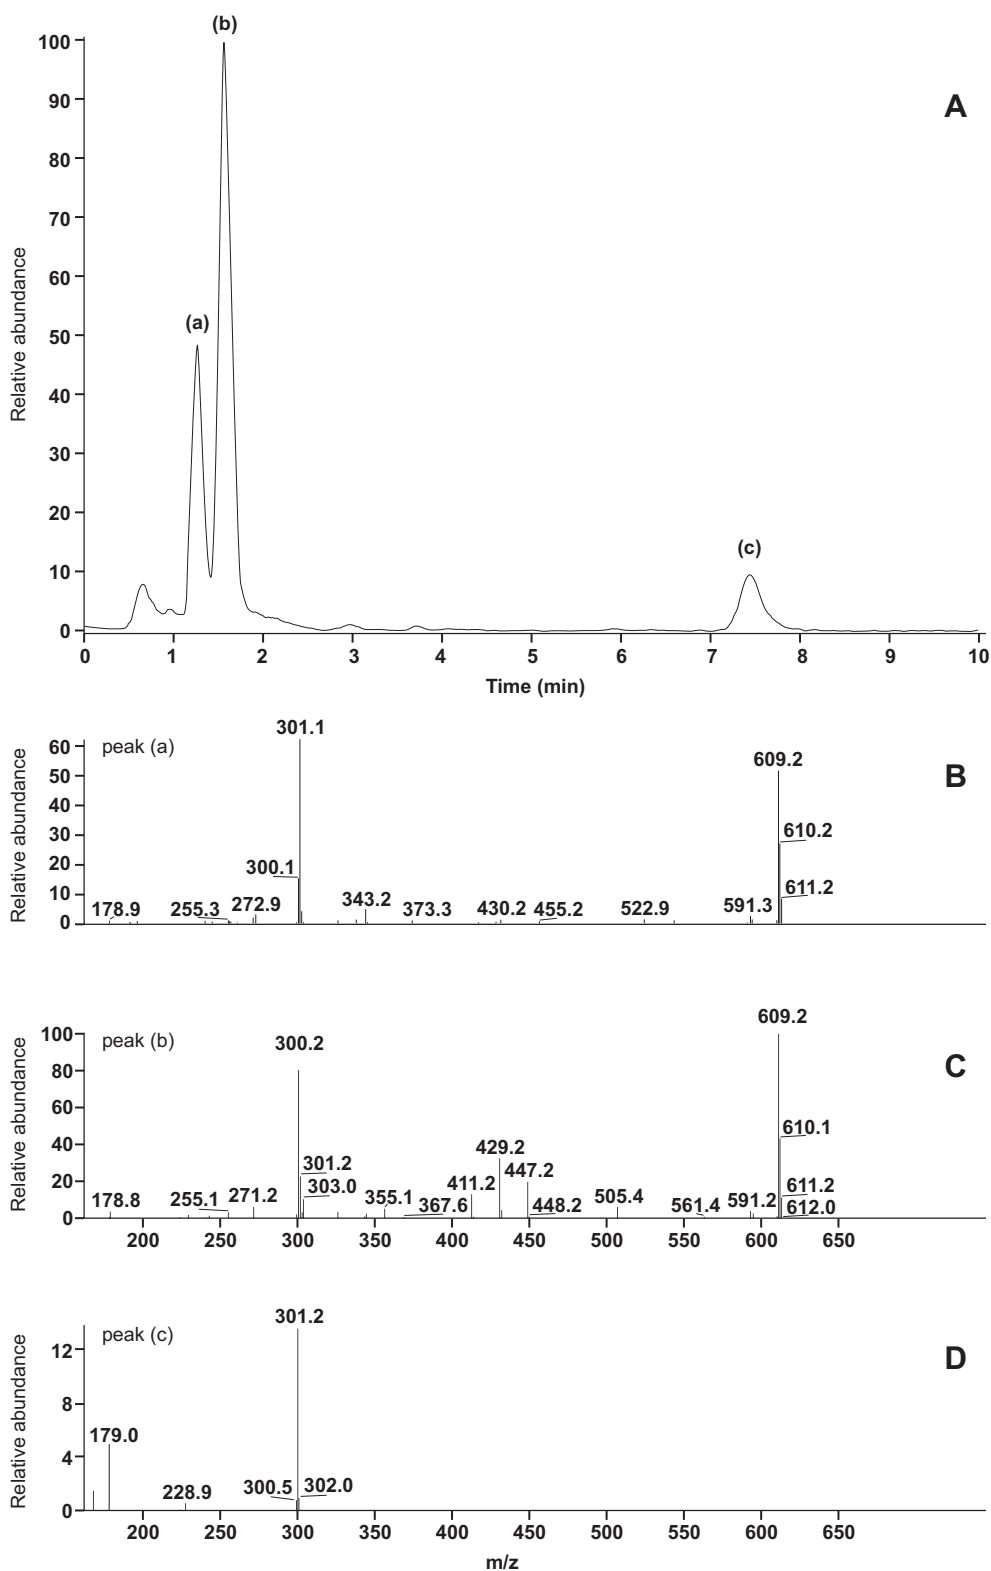 (b)
100
A
90
80
70
60
50
(a)
40
30
20
(c)
10
0
Relative abundance
0 1 2 3 4 5 6 7 8 9 10
Time (min)
peak (a)
B
301.1
609.2
610.2
300.1
611.2
178.9 255.3 272.9 343.2 373.3 430.2 455.2 522.9 591.3
60
50
40
30
20
10
0
Relative abundance
peak (b)
C
609.2
300.2
610.1
429.2
301.2
447.2
303.0
411.2
611.2
178.8 255.1 271.2 355.1 367.6 448.2 505.4 561.4 591.2 612.0
100
80
60
40
20
0
Relative abundance
200 250 300 350 400 450 500 550 600 650
peak (c)
D
301.2
179.0
228.9 300.5 302.0
12
8
4
0
Relative abundance
200 250 300 350 400 450 500 550 600 650
m/z